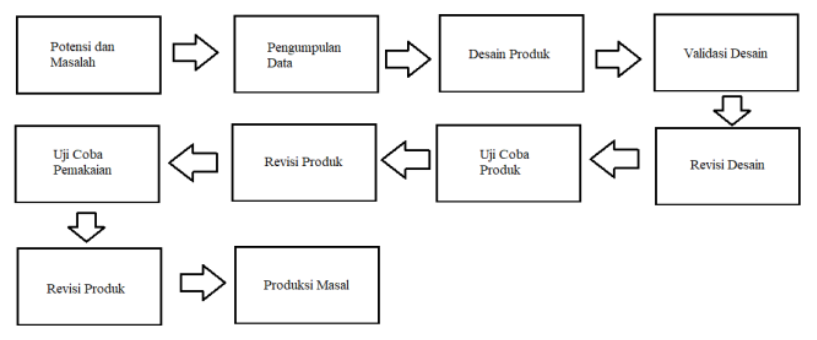 Potensi dan
Masalah
Pengumpulan
Data
Desain Produk
Validasi Desain
Revisi Desain
Uji Coba
Produk
Revisi Produk
Uji Coba
Pemakaian
Revisi Produk
Produksi Masal